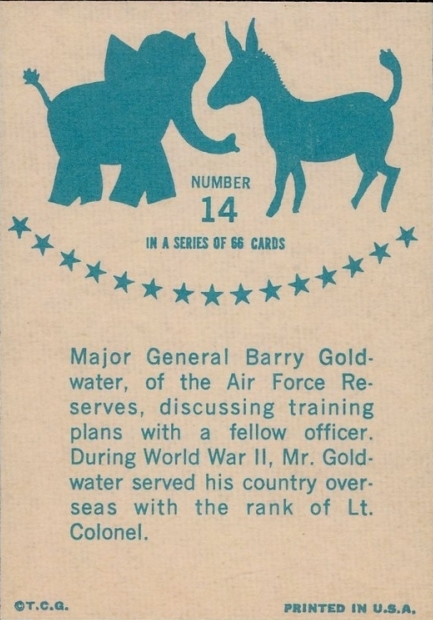 NUMBER
14
IN A SERIES OF 66 CARDS
Major General Barry Gold-
water, of the Air Force Re-
serves, discussing training
plans with a fellow officer.
During World War II, Mr. Gold-
water served his country over-
seas with the rank of Lt.
Colonel.
©T.C.G.
PRINTED IN U.S.A.